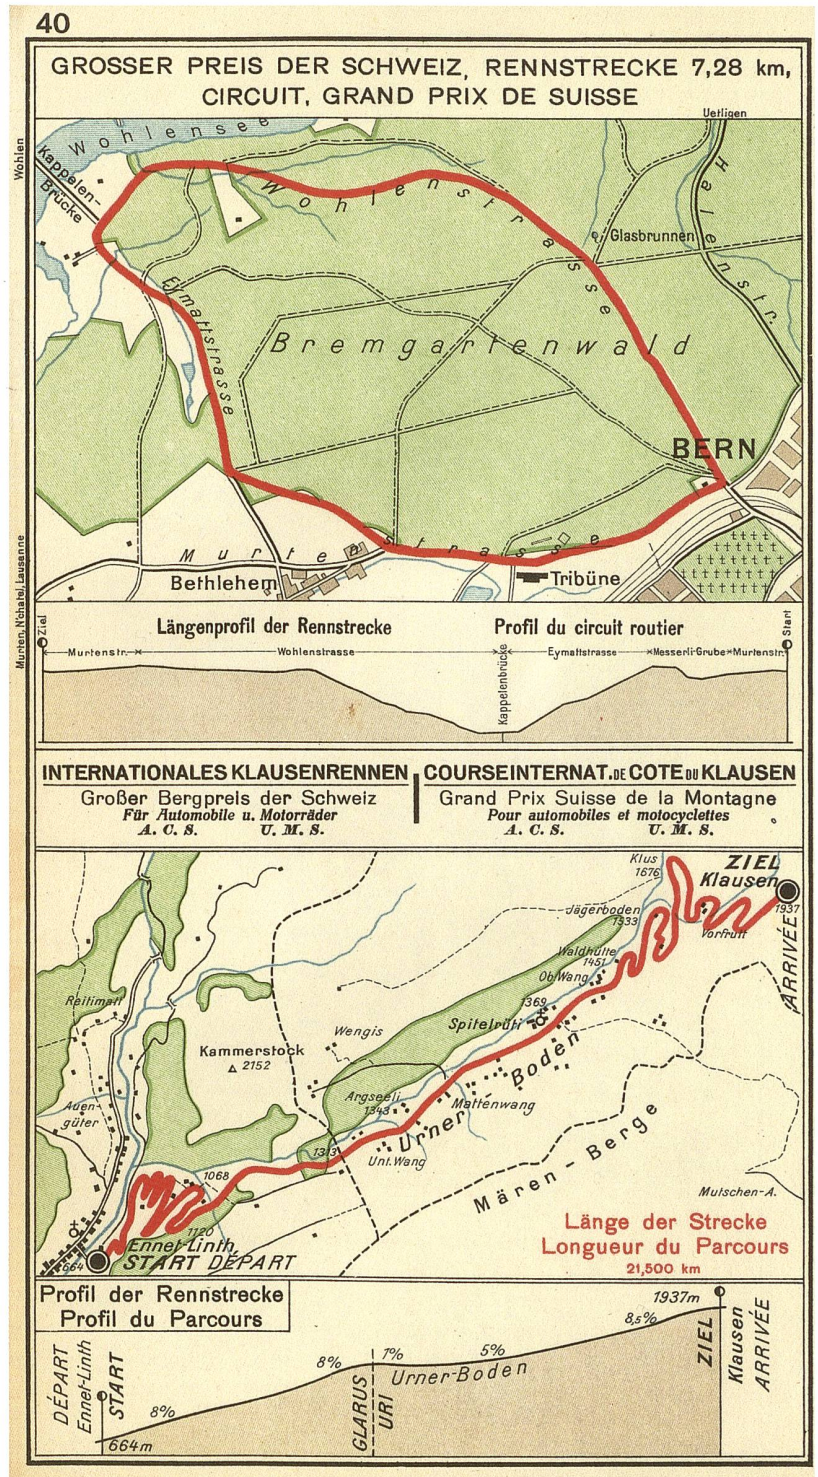 40
GROSSER PREIS DER SCHWEIZ, RENNSTRECKE 7,28 km,
CIRCUIT, GRAND PRIX DE SUISSE
Uetligen
Wohlen
Wohlensee
Kappelen-
Brücke
Wohlenstrasse
Halenstr.
Glasbrunnen
Eymattstrasse
Bremgartenwald
BERN
Murtenstrasse
Bethlehem
Tribüne
Murten, N'chatel, Lausanne
Ziel
Längenprofil der Rennstrecke
Profil du circuit routier
Start
Murtenstr.
Wohlenstrasse
Kappelenbrücke
Eymattstrasse
Messerli-Grube
Murtenstr.
INTERNATIONALES KLAUSENRENNEN
Großer Bergpreis der Schweiz
Für Automobile u. Motorräder
A. C. S. U. M. S.
COURSE INTERNAT. DE COTE DU KLAUSEN
Grand Prix Suisse de la Montagne
Pour automobiles et motocyclettes
A. C. S. U. M. S.
Klus
1676
ZIEL
Klausen
1937
ARRIVÉE
Jägerboden
1533
Vorfrutt
Waldhütte
1451
Ob. Wang
1369
Spitelrüti
Reitimatt
Wengis
Kammerstock
2152
Argseeli
1343
Mattenwang
Auen-
güter
Urner Boden
Unt. Wang
1313
1068
Mären-Berge
Mutschen-A.
1120
Ennet-Linth
START DÉPART
664
Länge der Strecke
Longueur du Parcours
21,500 km
Profil der Rennstrecke
Profil du Parcours
1937m
8,5%
5%
1%
8%
Urner-Boden
8%
DÉPART
Ennet-Linth
START
664m
GLARUS
URI
ZIEL
Klausen
ARRIVÉE